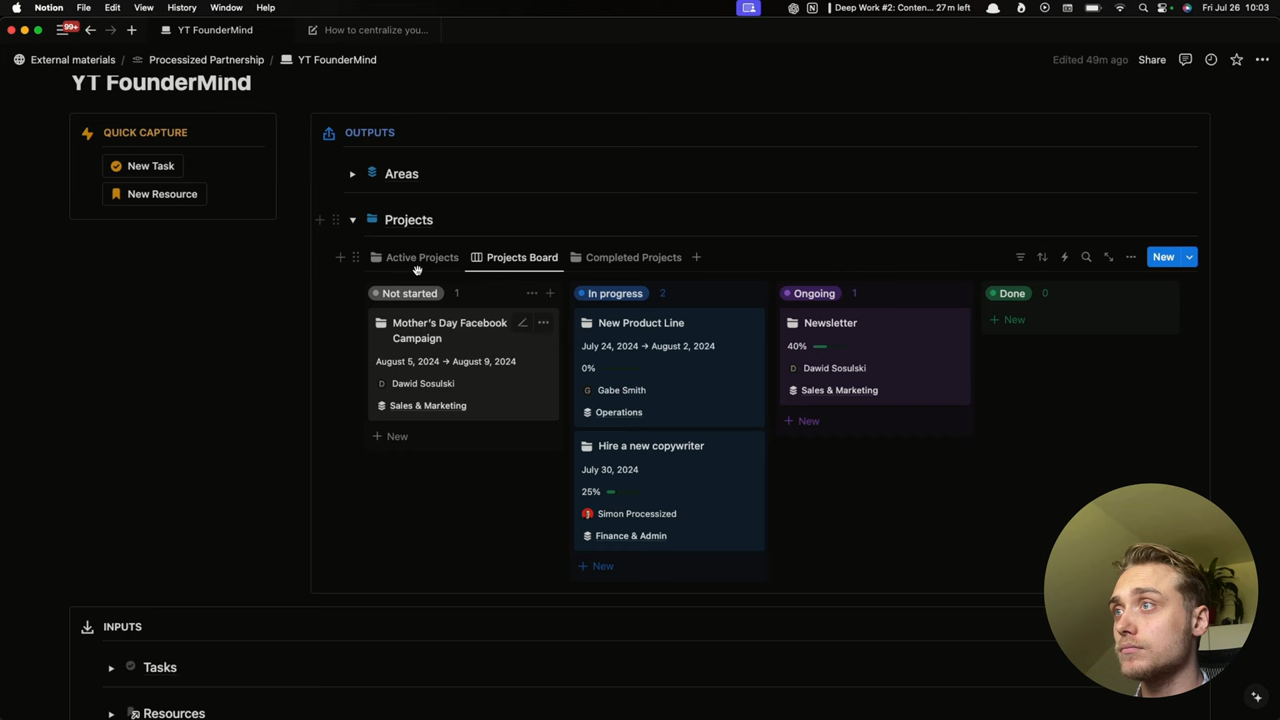 Notion File Edit View History Window Help Deep Work #2: Conten... 27 m left Fri Jul 26 10:03
99+ YT FounderMind How to centralize you...
External materials / Processized Partnership / YT FounderMind Edited 49m ago Share
YT FounderMind
QUICK CAPTURE
New Task
New Resource
OUTPUTS
Areas
Projects
Active Projects Projects Board Completed Projects New
Not started 1
Mother's Day Facebook
Campaign
August 5, 2024 → August 9, 2024
D Dawid Sosulski
Sales & Marketing
+ New
In progress 2
New Product Line
July 24, 2024 → August 2, 2024
0%
G Gabe Smith
Operations
Hire a new copywriter
July 30, 2024
25%
Simon Processized
Finance & Admin
+ New
Ongoing 1
Newsletter
40%
D Dawid Sosulski
Sales & Marketing
+ New
Done 0
+ New
INPUTS
Tasks
Resources